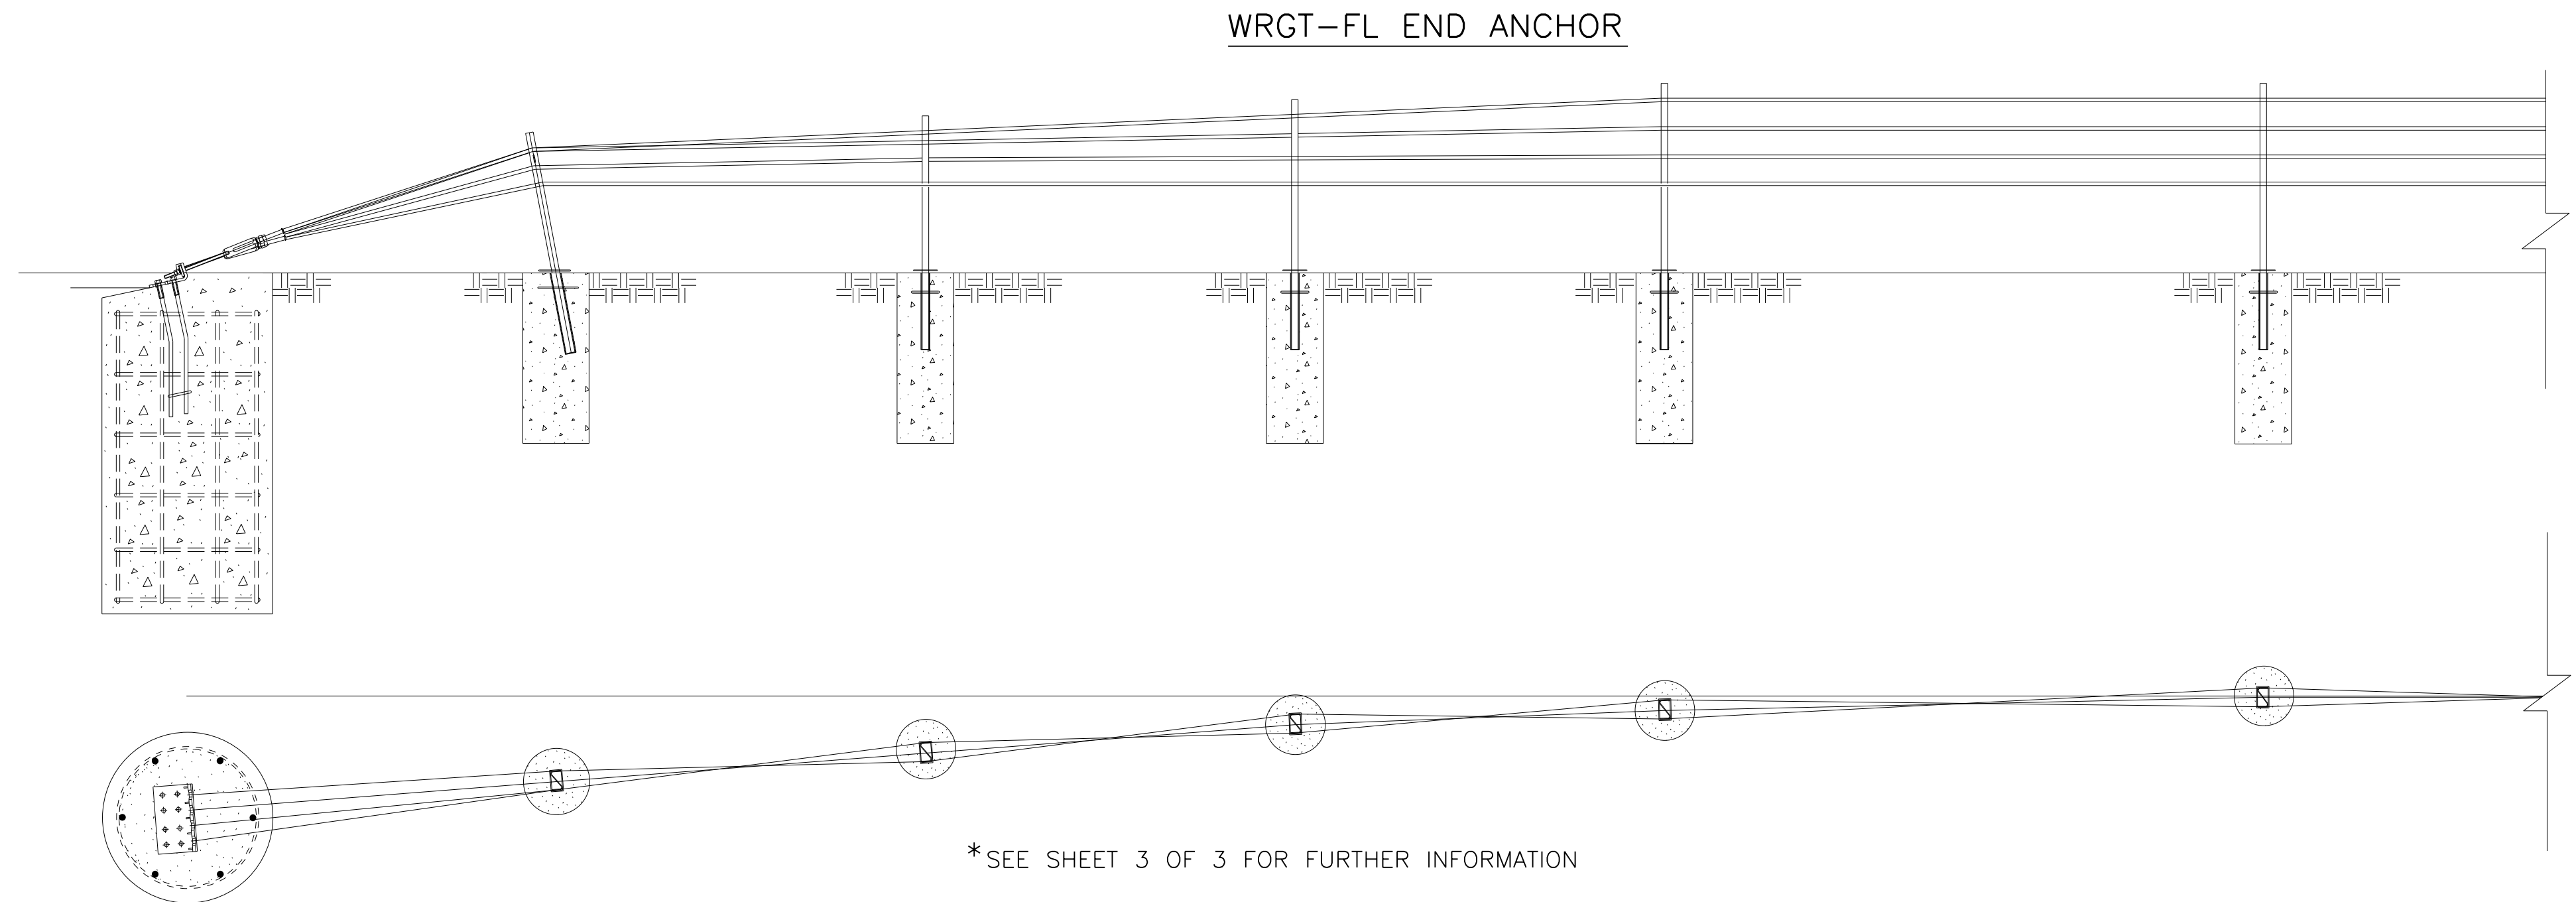 WRGT-FL END ANCHOR
*SEE SHEET 3 OF 3 FOR FURTHER INFORMATION